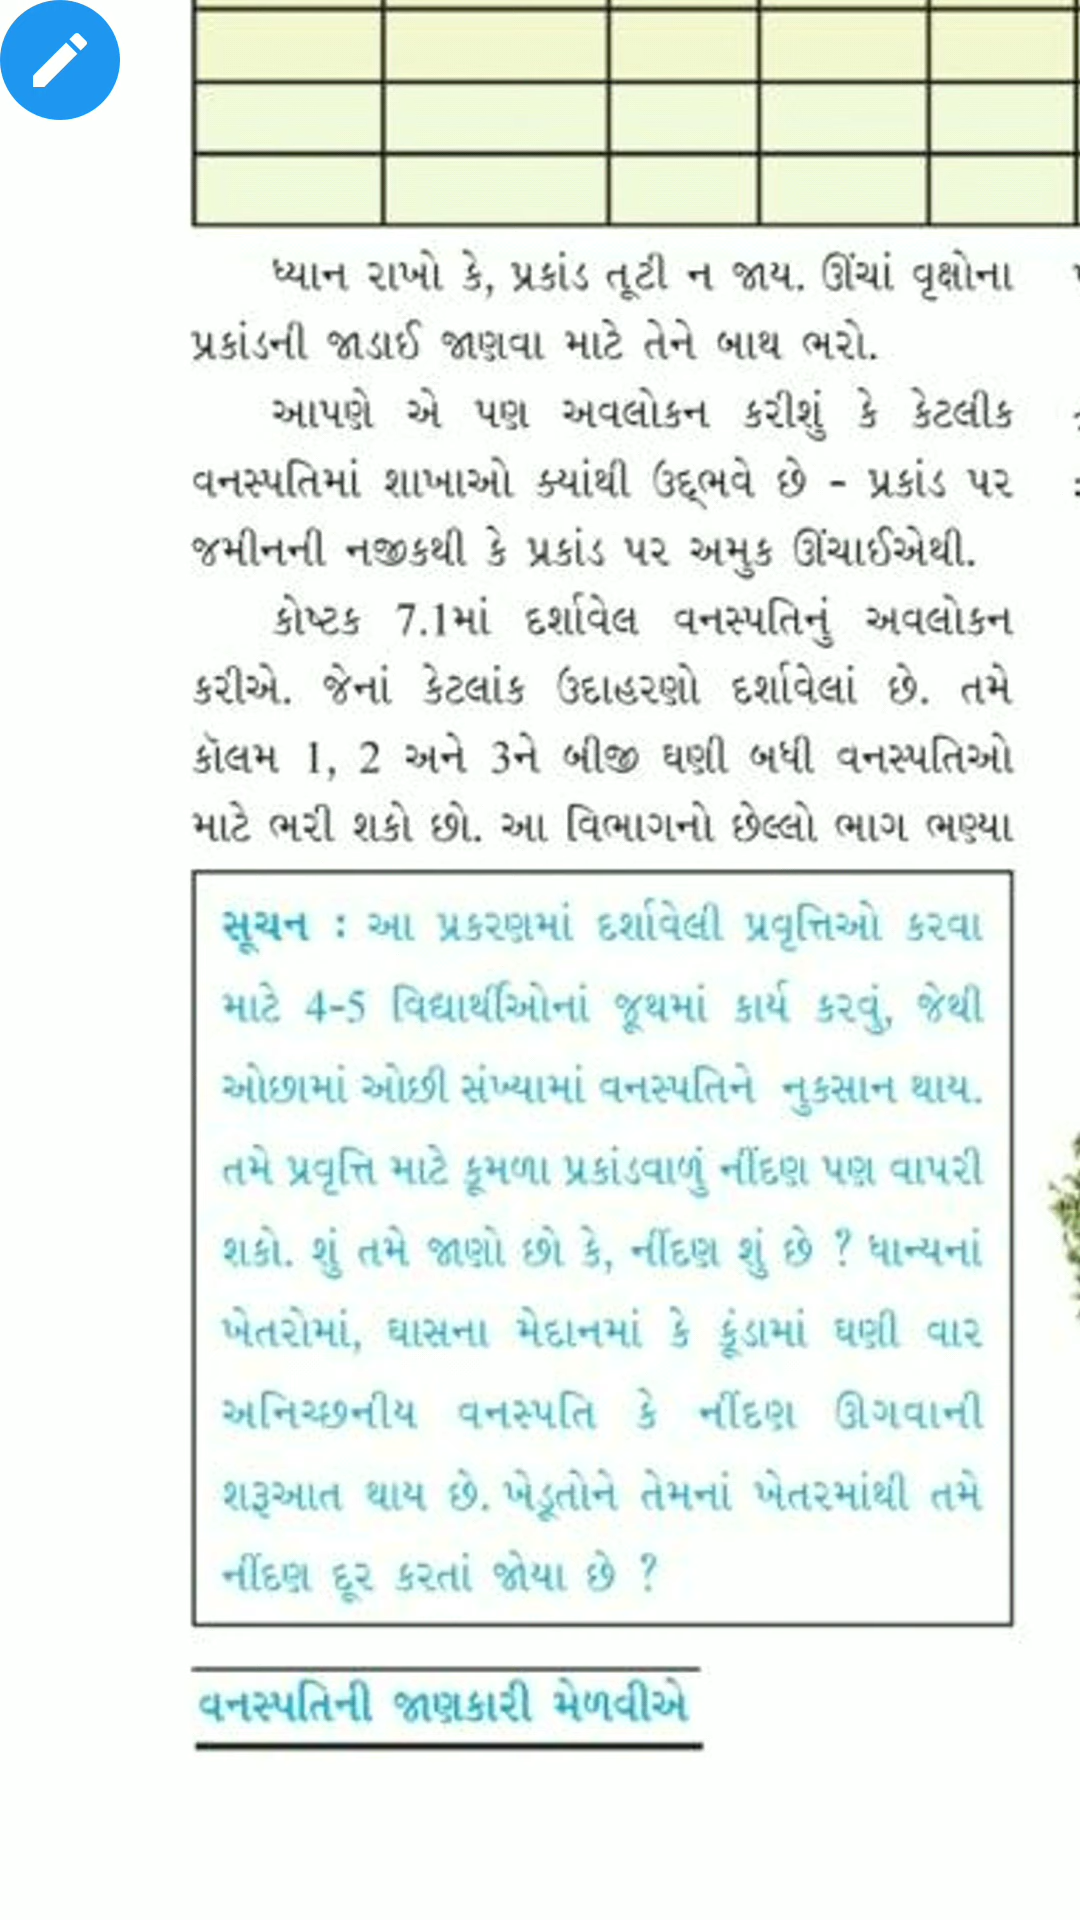 ધ્યાન રાખો કે, પ્રકાંડ તૂટી ન જાય. ઊંચાં વૃક્ષોના
પ્રકાંડની જાડાઈ જાણવા માટે તેને બાથ ભરો.
આપણે એ પણ અવલોકન કરીશું કે કેટલીક
વનસ્પતિમાં શાખાઓ ક્યાંથી ઉદ્ભવે છે - પ્રકાંડ પર
જમીનની નજીકથી કે પ્રકાંડ પર અમુક ઊંચાઈએથી.
કોષ્ટક 7.1માં દર્શાવેલ વનસ્પતિનું અવલોકન
કરીએ. જેનાં કેટલાંક ઉદાહરણો દર્શાવેલાં છે. તમે
કૉલમ 1, 2 અને 3ને બીજી ઘણી બધી વનસ્પતિઓ
માટે ભરી શકો છો. આ વિભાગનો છેલ્લો ભાગ ભણ્યા
સૂચન : આ પ્રકરણમાં દર્શાવેલી પ્રવૃત્તિઓ કરવા
માટે 4-5 વિદ્યાર્થીઓનાં જૂથમાં કાર્ય કરવું, જેથી
ઓછામાં ઓછી સંખ્યામાં વનસ્પતિને નુકસાન થાય.
તમે પ્રવૃત્તિ માટે કૂમળા પ્રકાંડવાળું નીંદણ પણ વાપરી
શકો. શું તમે જાણો છો કે, નીંદણ શું છે ? ધાન્યનાં
ખેતરોમાં, ઘાસના મેદાનમાં કે કૂંડામાં ઘણી વાર
અનિચ્છનીય વનસ્પતિ કે નીંદણ ઊગવાની
શરૂઆત થાય છે. ખેડૂતોને તેમનાં ખેતરમાંથી તમે
નીંદણ દૂર કરતાં જોયા છે ?
વનસ્પતિની જાણકારી મેળવીએ